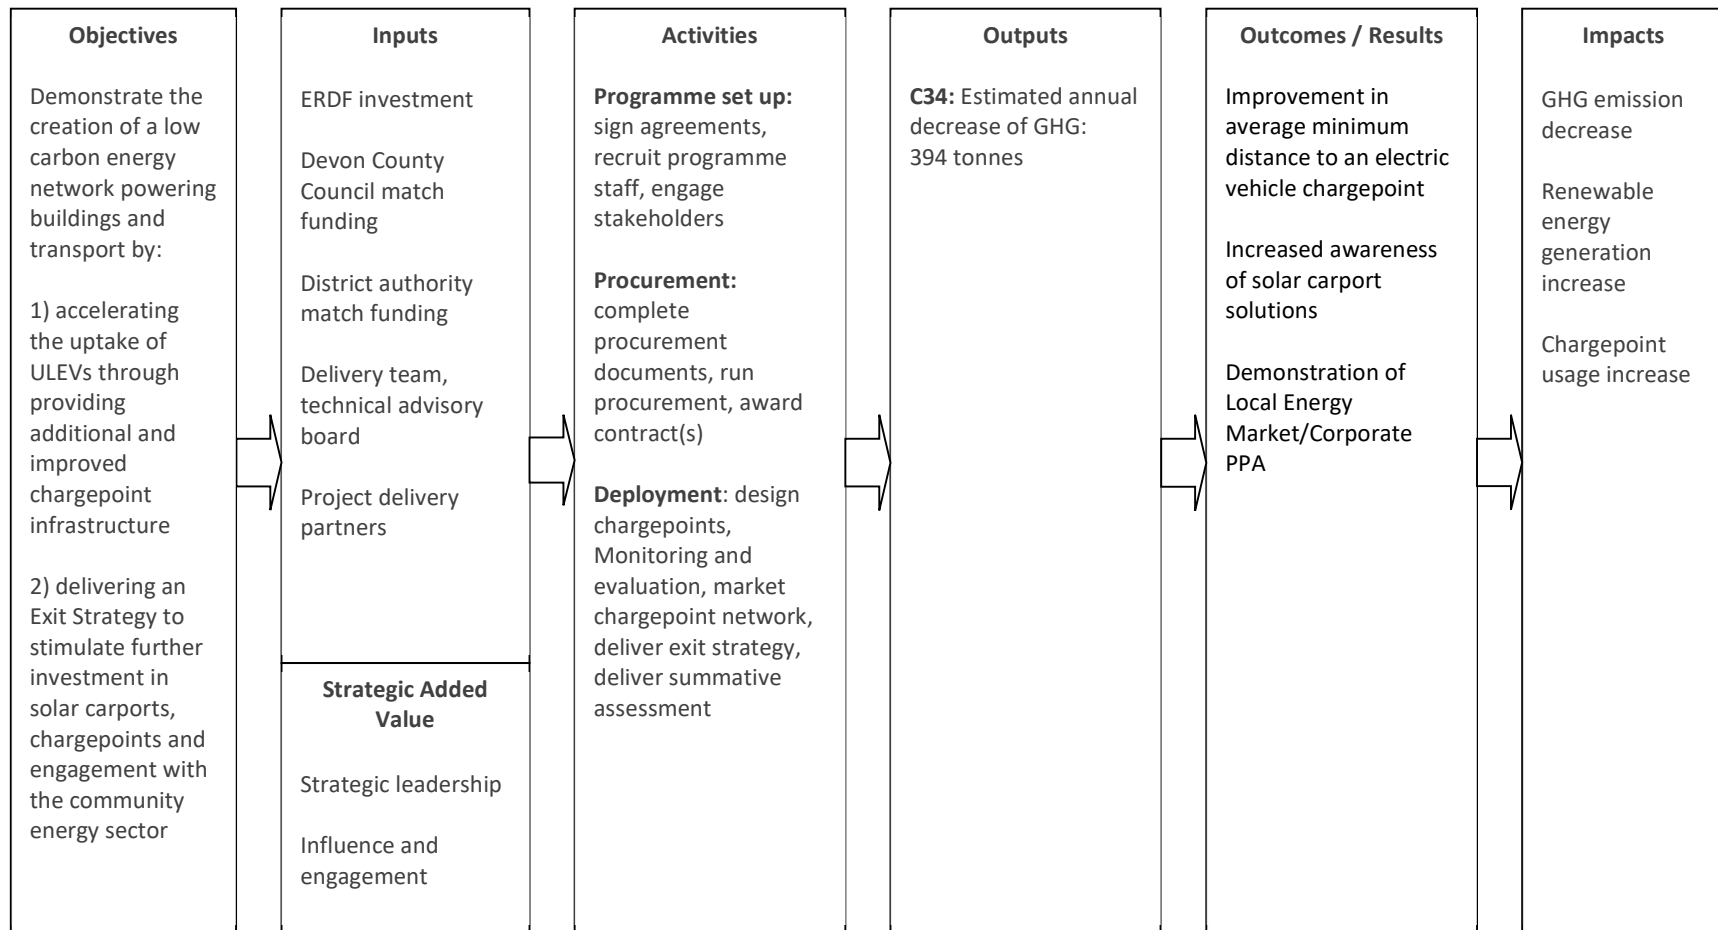 Objectives
Demonstrate the
creation of a low
carbon energy
network powering
buildings and
transport by:
1) accelerating
the uptake of
ULEVs through
providing
additional and
improved
chargepoint
infrastructure
2) delivering an
Exit Strategy to
stimulate further
investment in
solar carports,
chargepoints and
engagement with
the community
energy sector
Inputs
ERDF investment
Devon County
Council match
funding
District authority
match funding
Delivery team,
technical advisory
board
Project delivery
partners
Strategic Added
Value
Strategic leadership
Influence and
engagement
Activities
Programme set up:
sign agreements,
recruit programme
staff, engage
stakeholders
Procurement:
complete
procurement
documents, run
procurement, award
contract(s)
Deployment: design
chargepoints,
Monitoring and
evaluation, market
chargepoint network,
deliver exit strategy,
deliver summative
assessment
Outputs
C34: Estimated annual
decrease of GHG:
394 tonnes
Outcomes / Results
Improvement in
average minimum
distance to an electric
vehicle chargepoint
Increased awareness
of solar carport
solutions
Demonstration of
Local Energy
Market/Corporate
PPA
Impacts
GHG emission
decrease
Renewable
energy
generation
increase
Chargepoint
usage increase